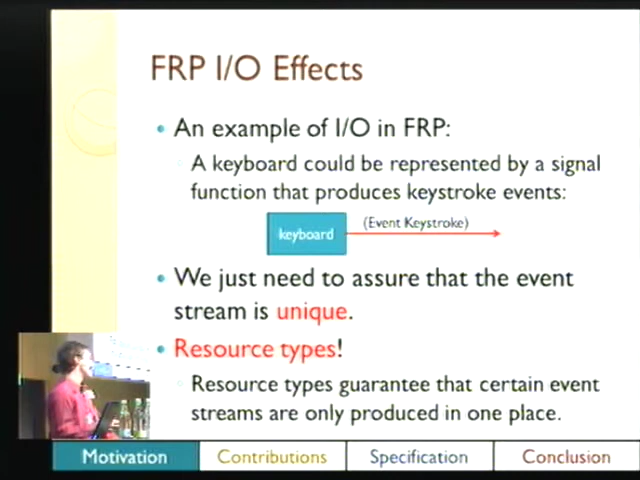 FRP I/O Effects
An example of I/O in FRP:
A keyboard could be represented by a signal
function that produces keystroke events:
(Event Keystroke)
keyboard
We just need to assure that the event
stream is unique.
Resource types!
Resource types guarantee that certain event
streams are only produced in one place.
Motivation
Contributions
Specification
Conclusion